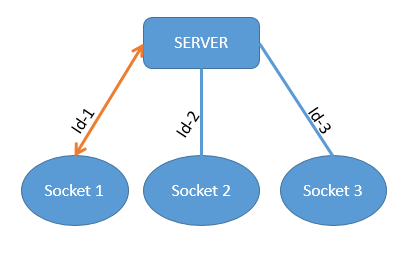 SERVER
Id-1
Id-2
Id-3
Socket 1
Socket 2
Socket 3